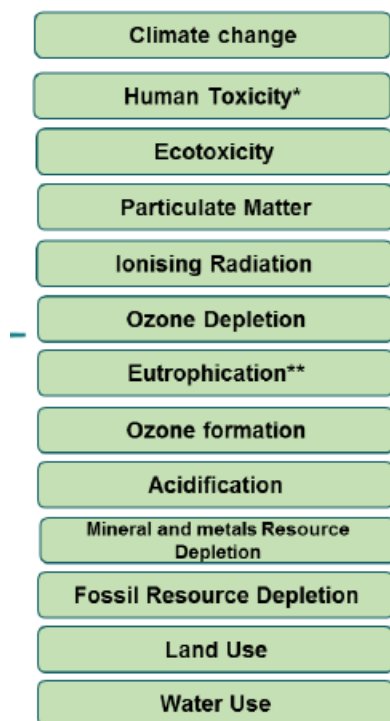 Climate change
Human Toxicity*
Ecotoxicity
Particulate Matter
Ionising Radiation
Ozone Depletion
Eutrophication**
Ozone formation
Acidification
Mineral and metals Resource
Depletion
Fossil Resource Depletion
Land Use
Water Use